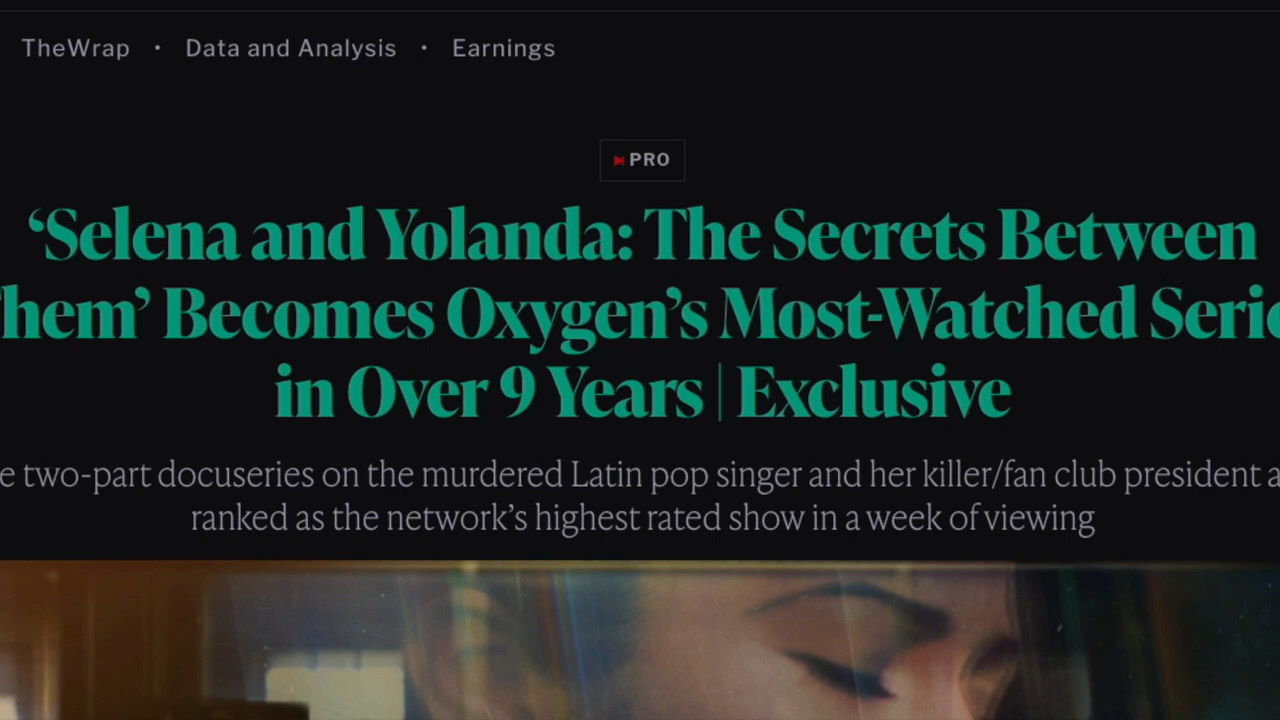 TheWrap · Data and Analysis · Earnings
PRO
‘Selena and Yolanda: The Secrets Between
hem’ Becomes Oxygen’s Most-Watched Serie
in Over 9 Years | Exclusive
e two-part docuseries on the murdered Latin pop singer and her killer/fan club president a
ranked as the network’s highest rated show in a week of viewing